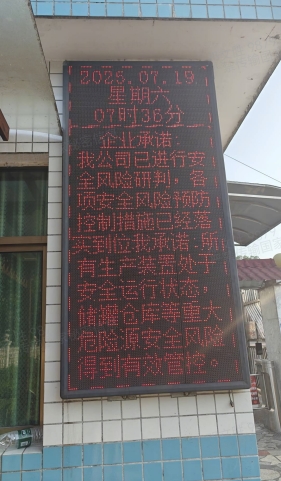 2025.07.19
星期六
07时36分
企业承诺:
我公司已进行安
全风险研判，各
项安全风险预防
控制措施已经落
实到位我承诺:所
有生产装置处于
安全运行状态，
储罐仓库等重大
危险源安全风险
得到有效管控。